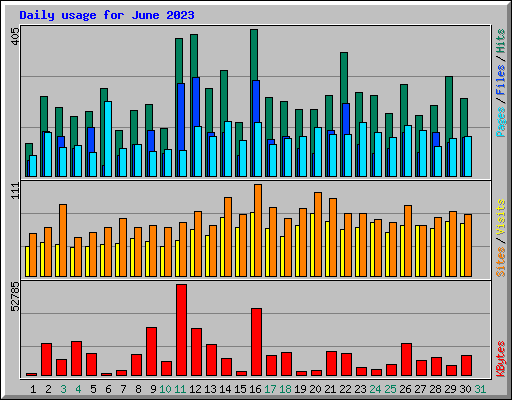 Daily usage for June 2023
405
Pages / Files / Hits
111
Sites / Visits
52785
KBytes
1 2 3 4 5 6 7 8 9 10 11 12 13 14 15 16 17 18 19 20 21 22 23 24 25 26 27 28 29 30 31